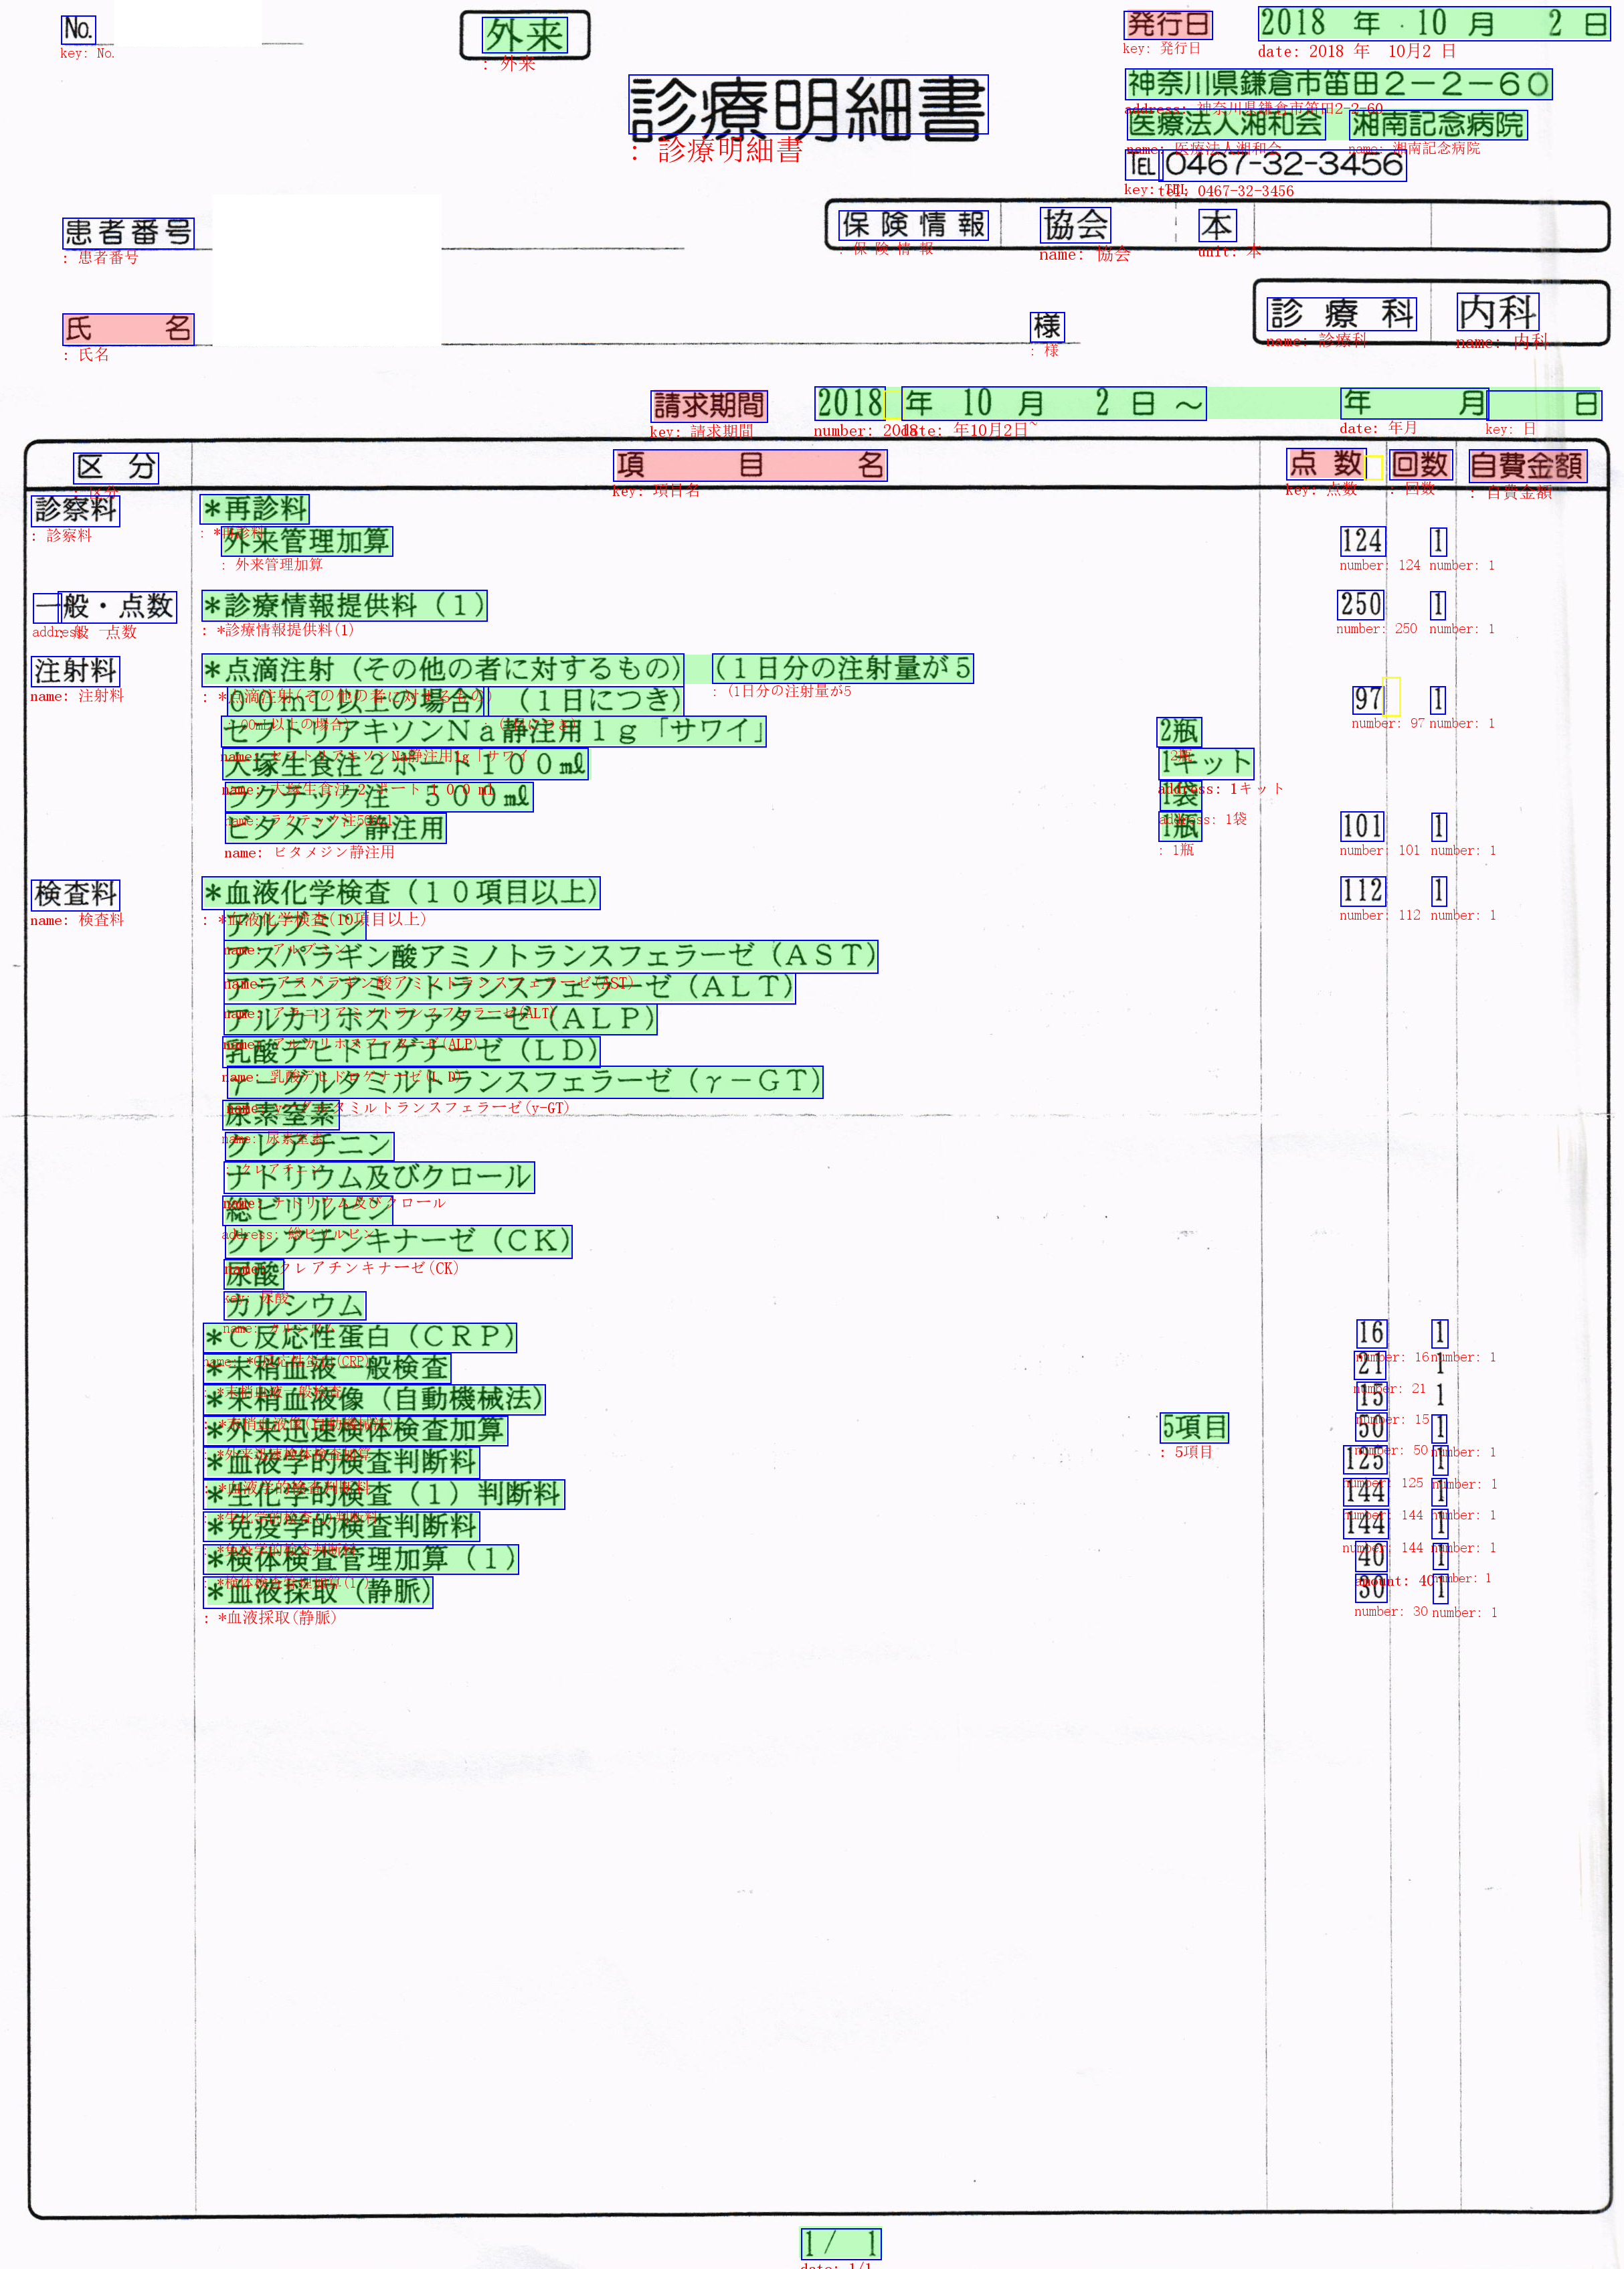 No. 外来 発行日 2018 年 10 月 2 日
神奈川県鎌倉市笛田2-2-60
診療明細書
医療法人湘和会 湘南記念病院
TEL 0467-32-3456
患者番号 保険情報 協会 本
氏名 様 診療科 内科
請求期間 2018 年 10 月 2 日 ~ 年 月 日
区分 項目名 点数 回数 自費金額
診察料 *再診料
外来管理加算 124 1
一般・点数 *診療情報提供料(1) 250 1
注射料 *点滴注射(その他の者に対するもの) (1日分の注射量が5
00mL以上の場合) (1日につき) 97 1
セフトリアキソンNa静注用1g「サワイ」 2瓶
大塚生食注2ポート100㎖ 1キット
ラクテック注 500㎖ 1袋
ビタメジン静注用 1瓶 101 1
検査料 *血液化学検査(10項目以上) 112 1
アルブミン
アスパラギン酸アミノトランスフェラーゼ(AST)
アラニンアミノトランスフェラーゼ(ALT)
アルカリホスファターゼ(ALP)
乳酸デヒドロゲナーゼ(LD)
γ-グルタミルトランスフェラーゼ(γ-GT)
尿素窒素
クレアチニン
ナトリウム及びクロール
総ビリルビン
クレアチンキナーゼ(CK)
尿酸
カルシウム
*C反応性蛋白(CRP) 16 1
*末梢血液一般検査 21 1
*末梢血液像(自動機械法) 15 1
*外来迅速検体検査加算 5項目 50 1
*血液学的検査判断料 125 1
*生化学的検査(1)判断料 144 1
*免疫学的検査判断料 144 1
*検体検査管理加算(1) 40 1
*血液採取(静脈) 30 1
1/ 1